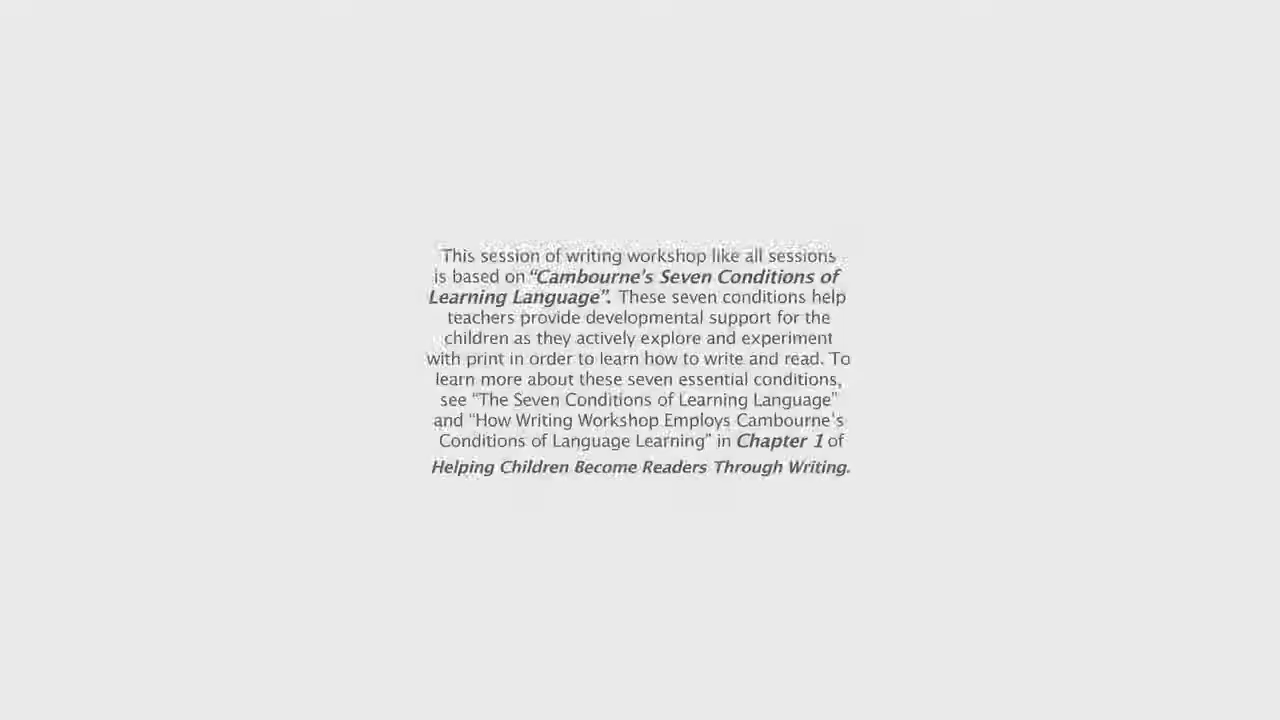 This session of writing workshop like all sessions
is based on “Cambourne's Seven Conditions of
Learning Language”. These seven conditions help
teachers provide developmental support for the
children as they actively explore and experiment
with print in order to learn how to write and read. To
learn more about these seven essential conditions,
see “The Seven Conditions of Learning Language”
and “How Writing Workshop Employs Cambourne's
Conditions of Language Learning” in Chapter 1 of
Helping Children Become Readers Through Writing.